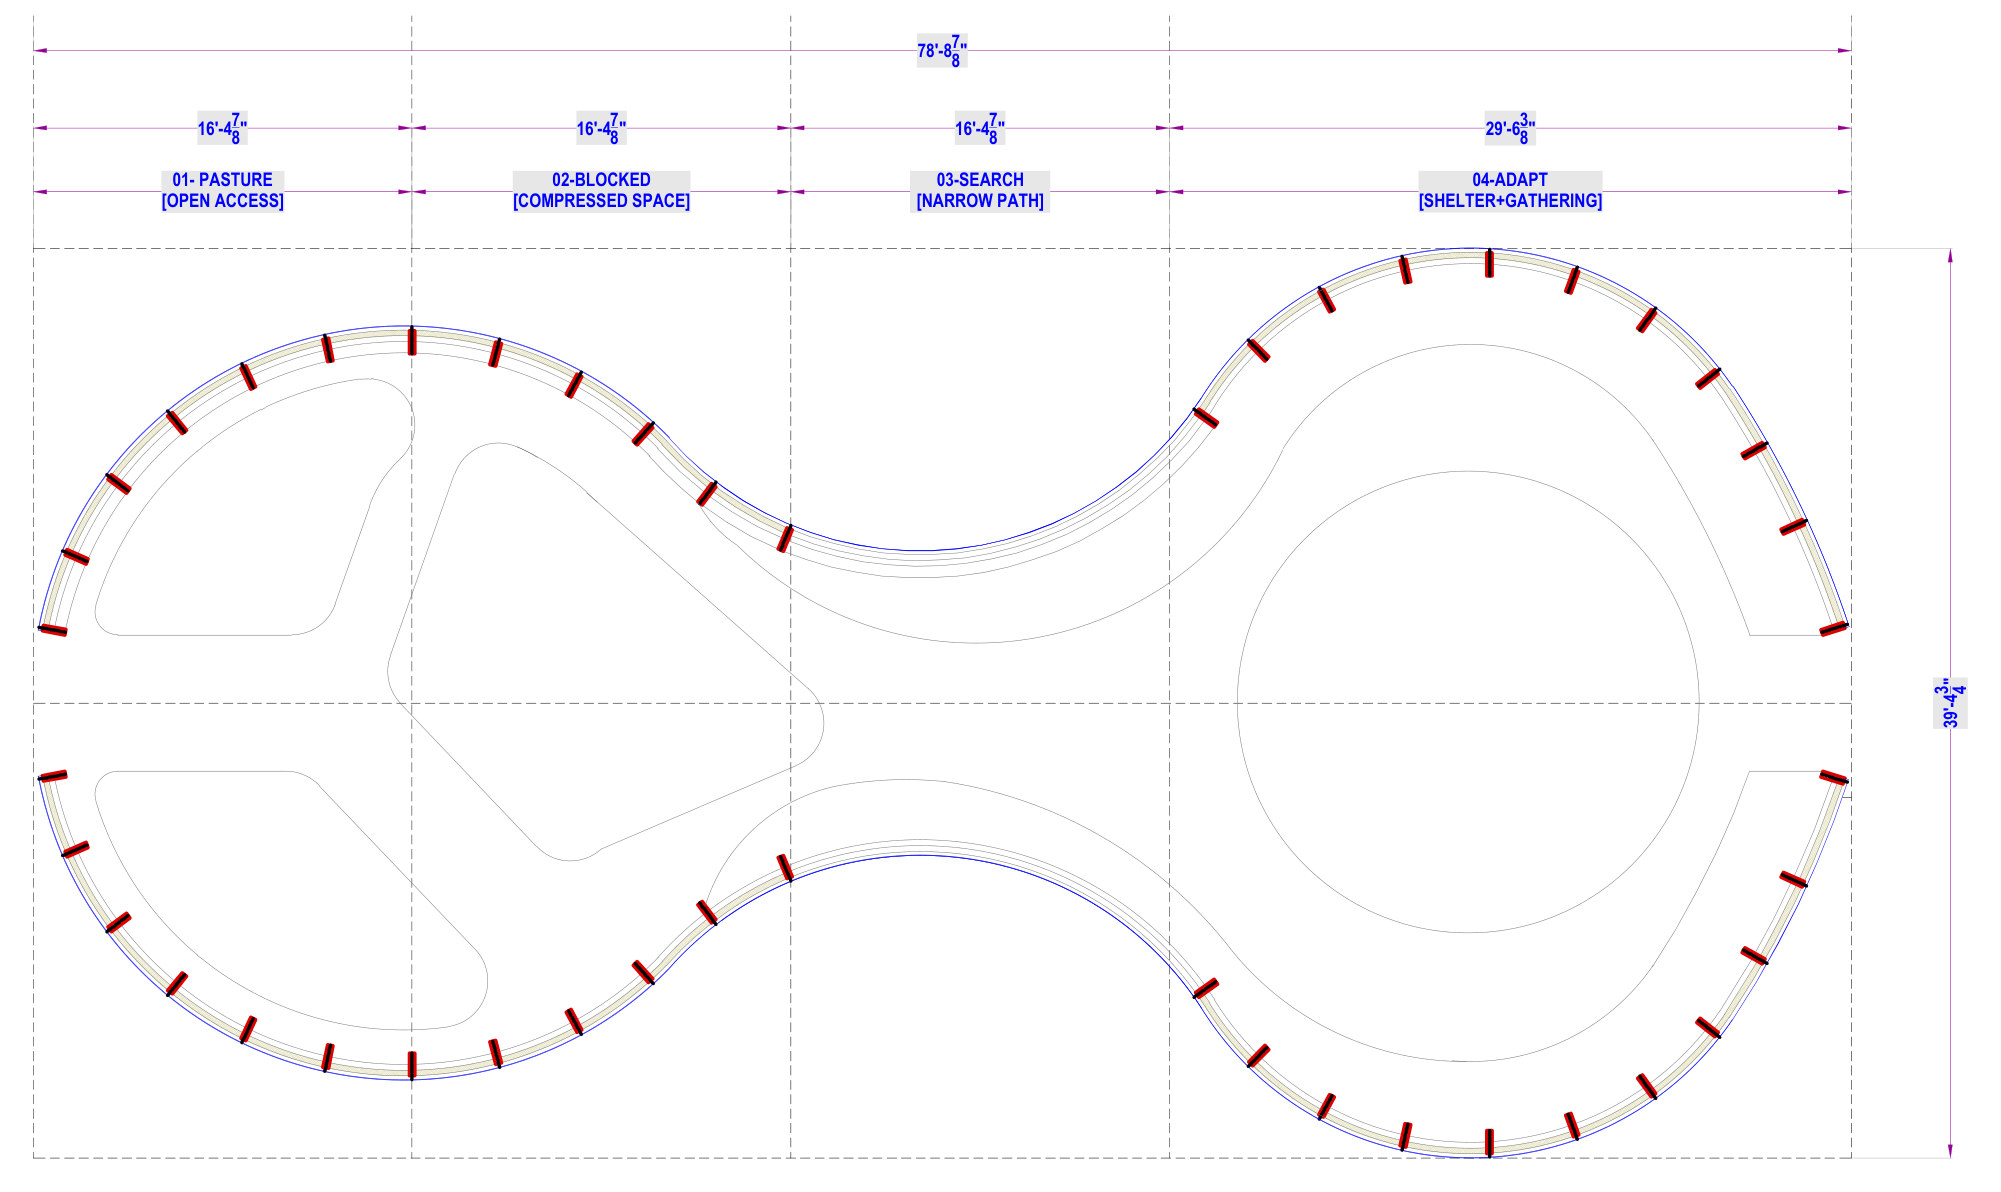 78'-8 7/8"
16'-4 7/8"
16'-4 7/8"
16'-4 7/8"
29'-6 3/8"
01- PASTURE
[OPEN ACCESS]
02-BLOCKED
[COMPRESSED SPACE]
03-SEARCH
[NARROW PATH]
04-ADAPT
[SHELTER+GATHERING]
39'-4 3/4"